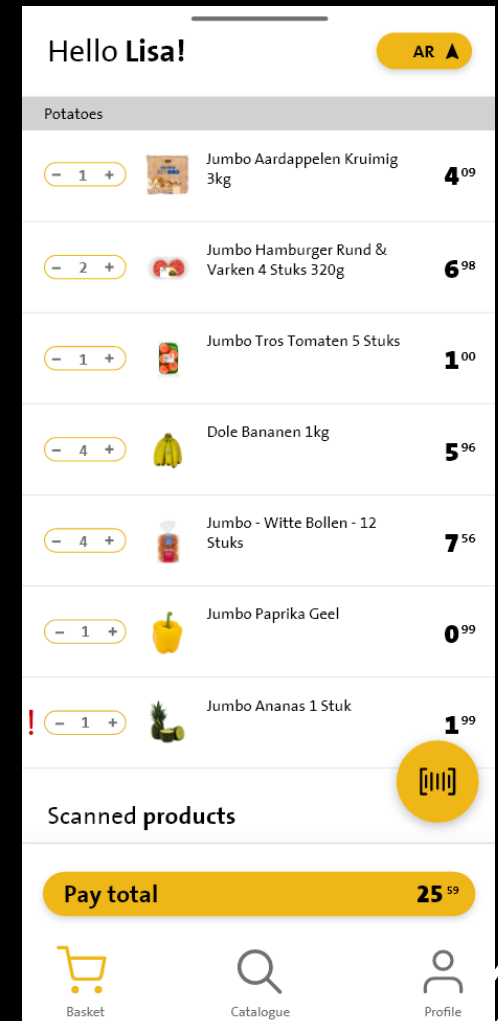 Hello Lisa!
AR
Potatoes
- 1 +
Jumbo Aardappelen Kruimig
3kg
4 09
- 2 +
Jumbo Hamburger Rund &
Varken 4 Stuks 320g
6 98
- 1 +
Jumbo Tros Tomaten 5 Stuks
1 00
- 4 +
Dole Bananen 1kg
5 96
- 4 +
Jumbo - Witte Bollen - 12
Stuks
7 56
- 1 +
Jumbo Paprika Geel
0 99
! - 1 +
Jumbo Ananas 1 Stuk
1 99
Scanned products
Pay total 25 59
Basket
Catalogue
Profile